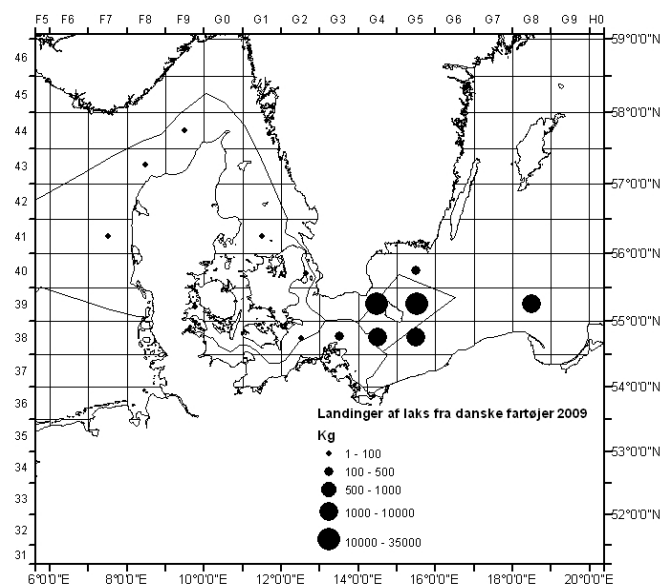 F5 F6 F7 F8 F9 G0 G1 G2 G3 G4 G5 G6 G7 G8 G9 H0
46
45
44
43
42
41
40
39
38
37
36
35
34
33
32
31
59°0'0"N
58°0'0"N
57°0'0"N
56°0'0"N
55°0'0"N
54°0'0"N
53°0'0"N
52°0'0"N
Landinger af laks fra danske fartøjer 2009
Kg
1 - 100
100 - 500
500 - 1000
1000 - 10000
10000 - 35000
6°0'0"E 8°0'0"E 10°0'0"E 12°0'0"E 14°0'0"E 16°0'0"E 18°0'0"E 20°0'0"E